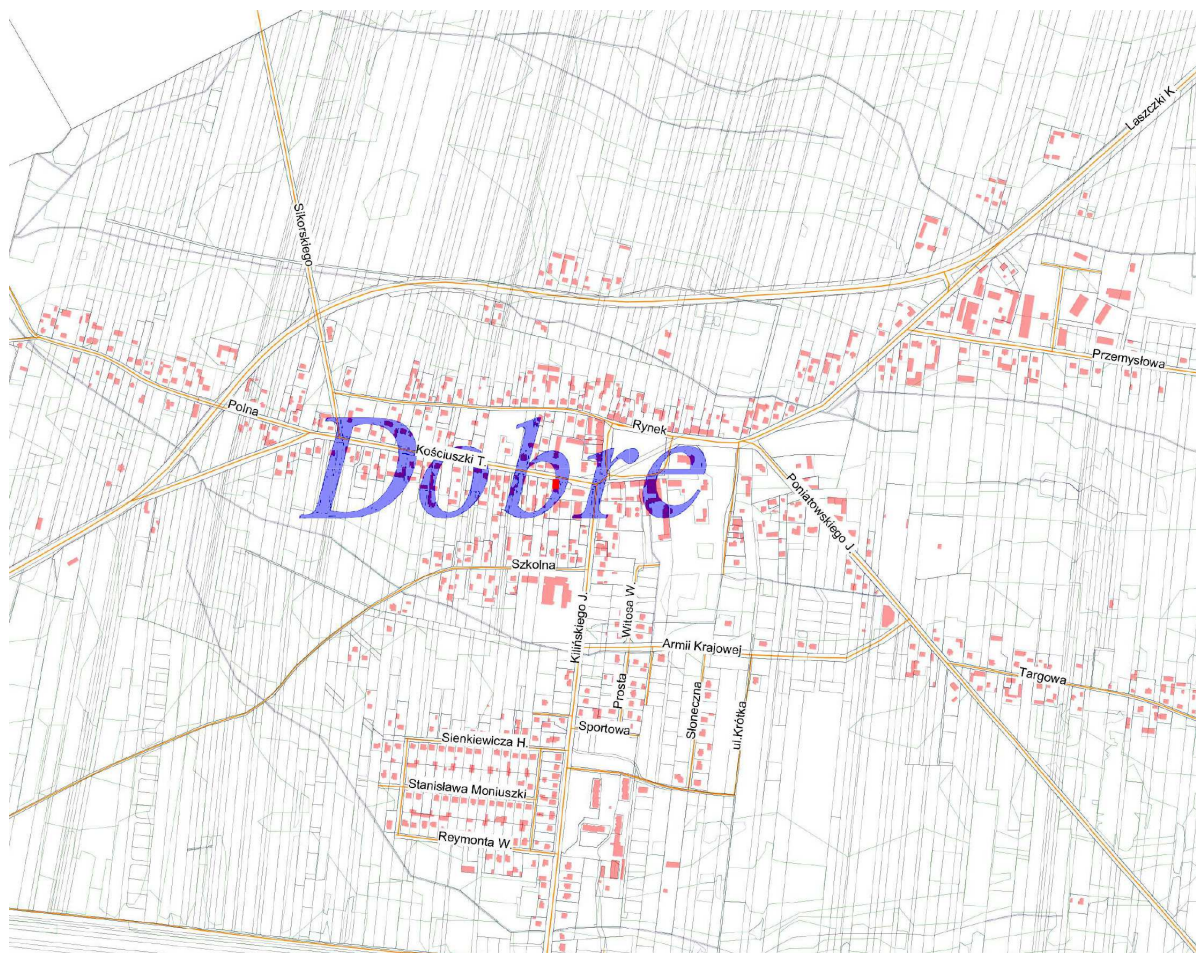 Laszczki K
Sikorskiego
Przemysłowa
Polna
Rynek
Kościuszki T.
Dobre
Poniatowskiego J.
Szkolna
Kilińskiego J.
Witosa W.
Armii Krajowej
Targowa
Prosta
Słoneczna
ul.Krótka
Sportowa
Sienkiewicza H.
Stanisława Moniuszki
Reymonta W.